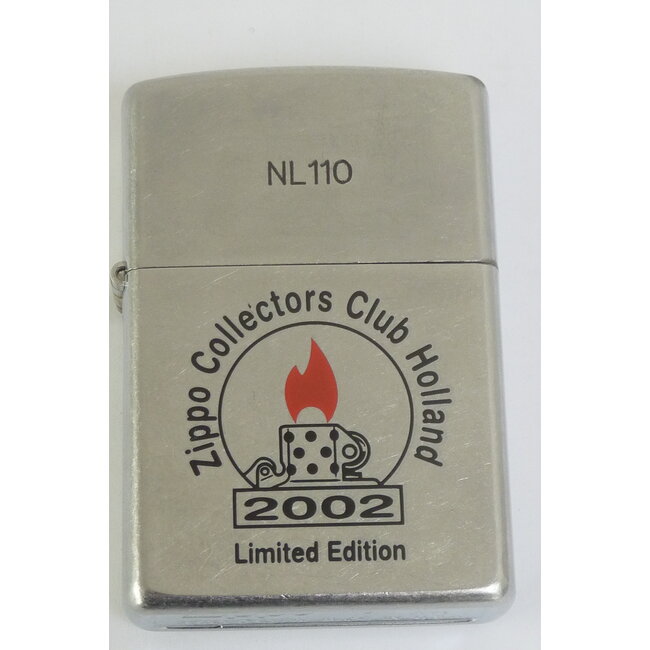 NL110
Zippo Collectors Club Holland
2002
Limited Edition